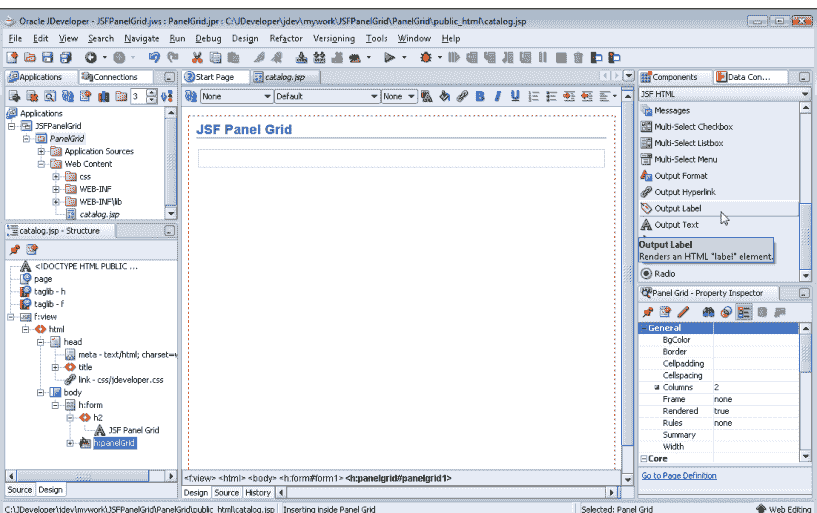 Oracle JDeveloper - JSFPanelGrid.jws : PanelGrid.jpr : C:\JDeveloper\jdev\mywork\JSFPanelGrid\PanelGrid\public_html\catalog.jsp
File Edit View Search Navigate Run Debug Design Refactor Versigning Tools Window Help
Applications Connections
3
Applications
JSFPanelGrid
PanelGrid
Application Sources
Web Content
css
WEB-INF
WEB-INF\lib
catalog.jsp
catalog.jsp - Structure
<!DOCTYPE HTML PUBLIC ...
page
taglib - h
taglib - f
f:view
html
head
meta - text/html; charset=w
title
link - css/jdeveloper.css
body
h:form
h2
JSF Panel Grid
h:panelGrid
Source Design
Start Page catalog.jsp
None Default None B I U
JSF Panel Grid
<f:view> <html> <body> <h:form#form1> <h:panelgrid#panelgrid1>
Design Source History
Components Data Con...
JSF HTML
Messages
Multi-Select Checkbox
Multi-Select Listbox
Multi-Select Menu
Output Format
Output Hyperlink
Output Label
Output Text
Output Label
Renders an HTML "label" element.
Radio
Panel Grid - Property Inspector
General
BgColor
Border
Cellpadding
Cellspacing
Columns 2
Frame none
Rendered true
Rules none
Summary
Width
Core
Go to Page Definition
C:\JDeveloper\jdev\mywork\JSFPanelGrid\PanelGrid\public_html\catalog.jsp Inserting inside Panel Grid Selected: Panel Grid Web Editing